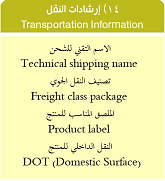 ١٤) إرشادات النقل
Transportation Information
الاسم التقني للشحن
Technical shipping name
تصنيف النقل الجوي
Freight class package
الملصق المناسب للمنتج
Product label
النقل الداخلي للمنتج
DOT (Domestic Surface)